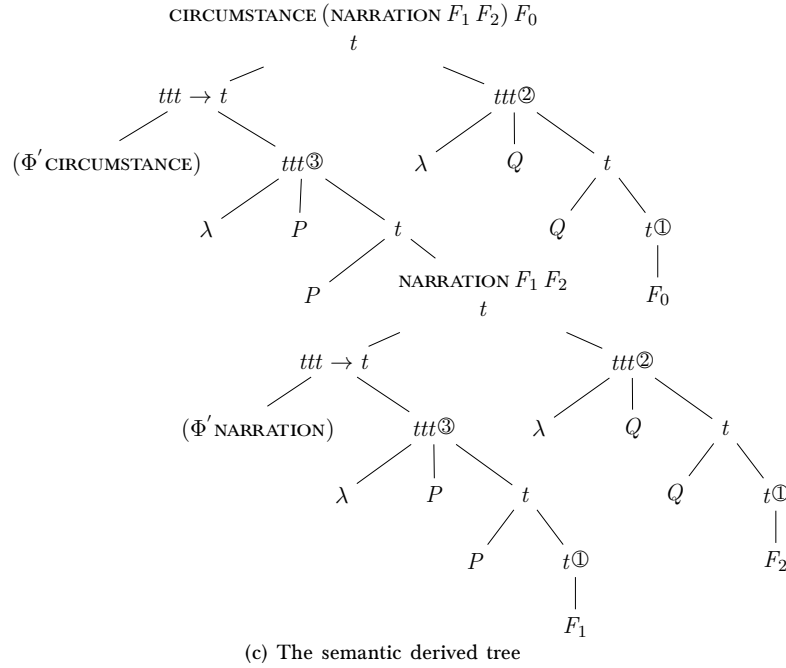 CIRCUMSTANCE (NARRATION F₁ F₂) F₀
t
ttt → t ttt②
(Φ′ CIRCUMSTANCE) ttt③ λ Q t
λ P t Q t①
P NARRATION F₁ F₂ F₀
t
ttt → t ttt②
(Φ′ NARRATION) ttt③ λ Q t
λ P t Q t①
P t① F₂
F₁
(c) The semantic derived tree